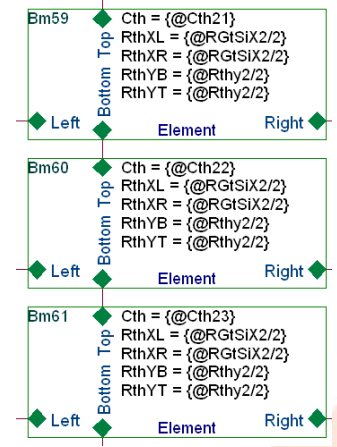 Bm59
Top
Cth = {@Cth21}
RthXL = {@RGtSiX2/2}
RthXR = {@RGtSiX2/2}
RthYB = {@Rthy2/2}
RthYT = {@Rthy2/2}
Left
Bottom
Element
Right
Bm60
Top
Cth = {@Cth22}
RthXL = {@RGtSiX2/2}
RthXR = {@RGtSiX2/2}
RthYB = {@Rthy2/2}
RthYT = {@Rthy2/2}
Left
Bottom
Element
Right
Bm61
Top
Cth = {@Cth23}
RthXL = {@RGtSiX2/2}
RthXR = {@RGtSiX2/2}
RthYB = {@Rthy2/2}
RthYT = {@Rthy2/2}
Left
Bottom
Element
Right